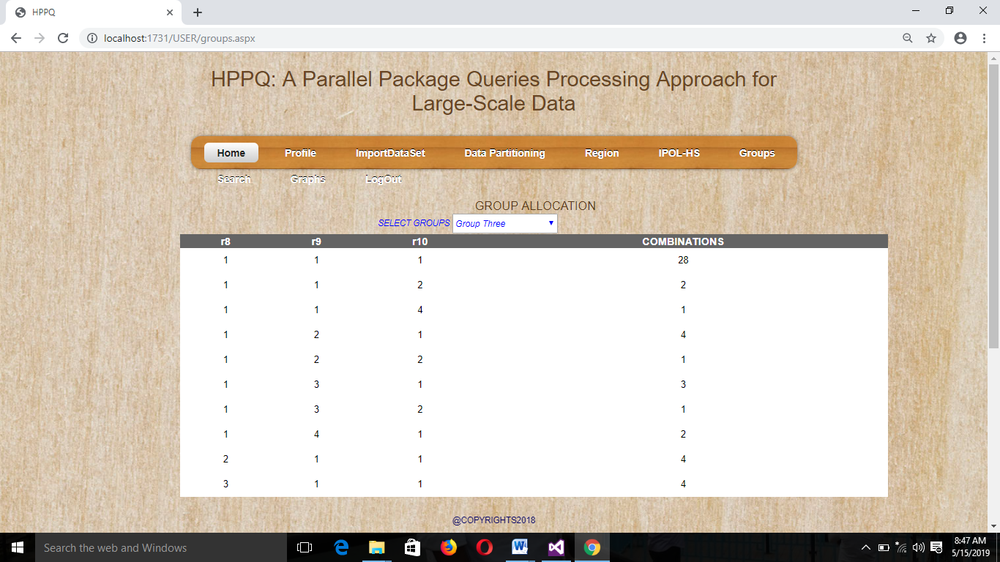 HPPQ
localhost:1731/USER/groups.aspx
HPPQ: A Parallel Package Queries Processing Approach for
Large-Scale Data
Home Profile ImportDataSet Data Partitioning Region IPOL-HS Groups
Search Graphs LogOut
GROUP ALLOCATION
SELECT GROUPS Group Three
r8 r9 r10 COMBINATIONS
1 1 1 28
1 1 2 2
1 1 4 1
1 2 1 4
1 2 2 1
1 3 1 3
1 3 2 1
1 4 1 2
2 1 1 4
3 1 1 4
@COPYRIGHTS2018
Search the web and Windows
8:47 AM
5/15/2019